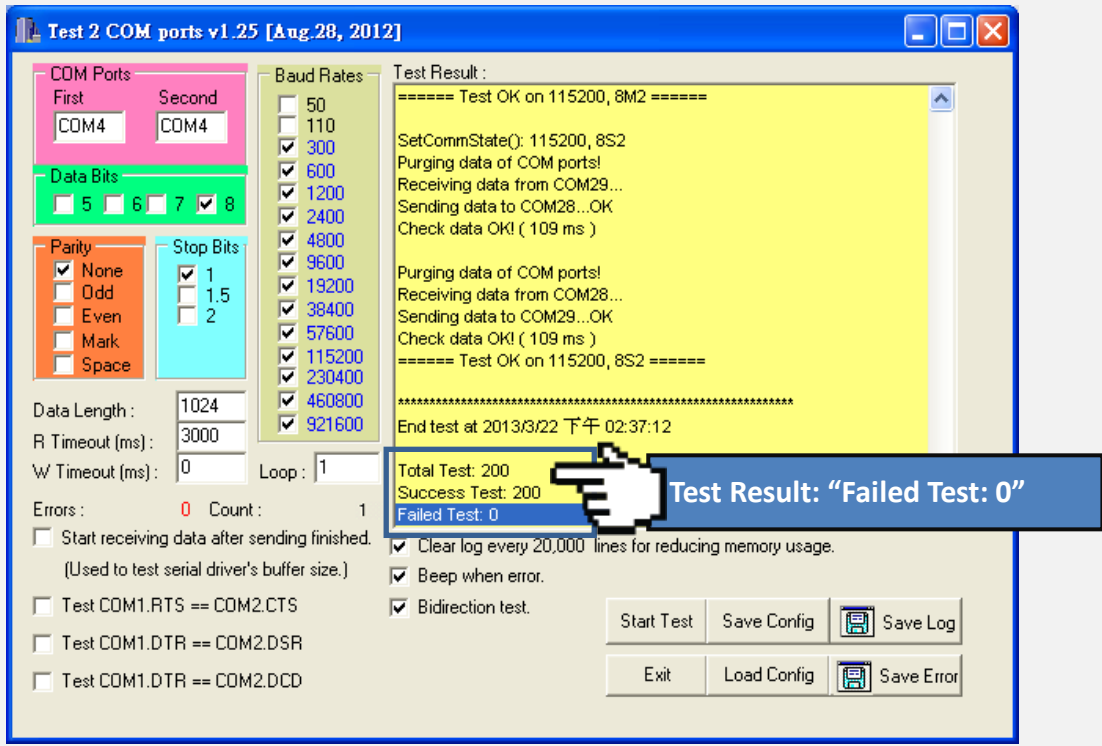 Test 2 COM ports v1.25 [Aug.28, 2012]
COM Ports
First Second
COM4 COM4
Data Bits
5 6 7 8
Parity
None
Odd
Even
Mark
Space
Stop Bits
1
1.5
2
Baud Rates
50
110
300
600
1200
2400
4800
9600
19200
38400
57600
115200
230400
460800
921600
Data Length : 1024
R Timeout (ms) : 3000
W Timeout (ms) : 0
Loop : 1
Errors : 0 Count : 1
Start receiving data after sending finished.
(Used to test serial driver's buffer size.)
Test COM1.RTS == COM2.CTS
Test COM1.DTR == COM2.DSR
Test COM1.DTR == COM2.DCD
Test Result :
====== Test OK on 115200, 8M2 ======
SetCommState(): 115200, 8S2
Purging data of COM ports!
Receiving data from COM29...
Sending data to COM28...OK
Check data OK! ( 109 ms )
Purging data of COM ports!
Receiving data from COM28...
Sending data to COM29...OK
Check data OK! ( 109 ms )
====== Test OK on 115200, 8S2 ======
***************************************************************
End test at 2013/3/22 下午 02:37:12
Total Test: 200
Success Test: 200
Failed Test: 0
Test Result: “Failed Test: 0”
Clear log every 20,000 lines for reducing memory usage.
Beep when error.
Bidirection test.
Start Test Save Config Save Log
Exit Load Config Save Error